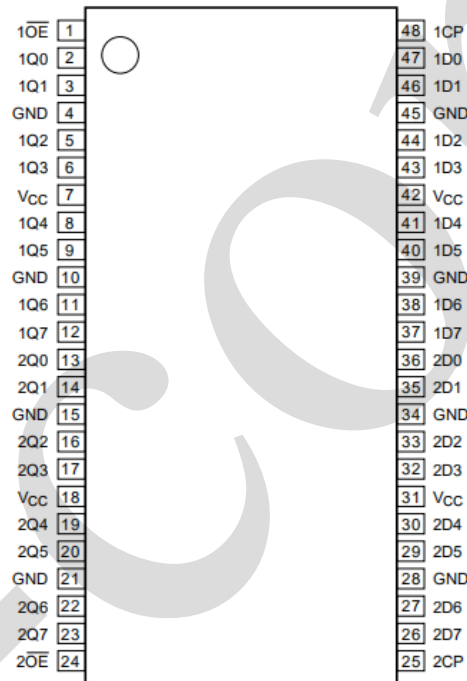 1OE 1 48 1CP
1Q0 2 47 1D0
1Q1 3 46 1D1
GND 4 45 GND
1Q2 5 44 1D2
1Q3 6 43 1D3
VCC 7 42 VCC
1Q4 8 41 1D4
1Q5 9 40 1D5
GND 10 39 GND
1Q6 11 38 1D6
1Q7 12 37 1D7
2Q0 13 36 2D0
2Q1 14 35 2D1
GND 15 34 GND
2Q2 16 33 2D2
2Q3 17 32 2D3
VCC 18 31 VCC
2Q4 19 30 2D4
2Q5 20 29 2D5
GND 21 28 GND
2Q6 22 27 2D6
2Q7 23 26 2D7
2OE 24 25 2CP